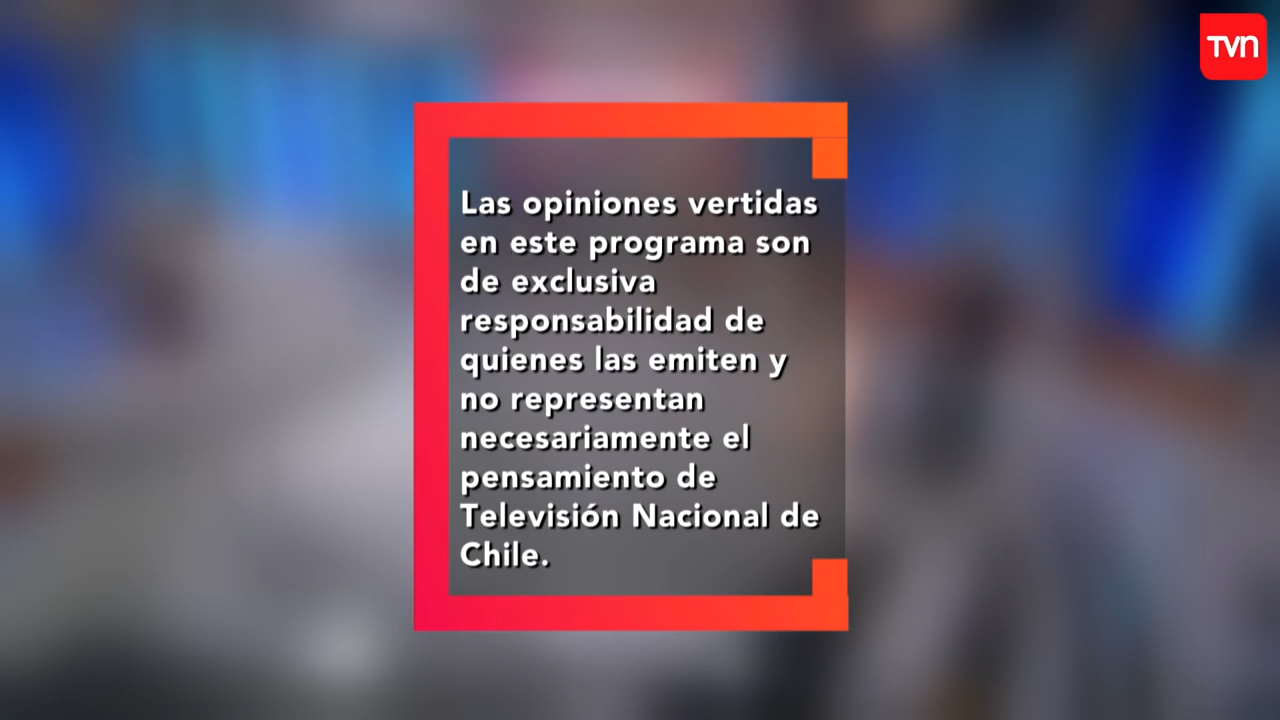 TVN
Las opiniones vertidas
en este programa son
de exclusiva
responsabilidad de
quienes las emiten y
no representan
necesariamente el
pensamiento de
Televisión Nacional de
Chile.